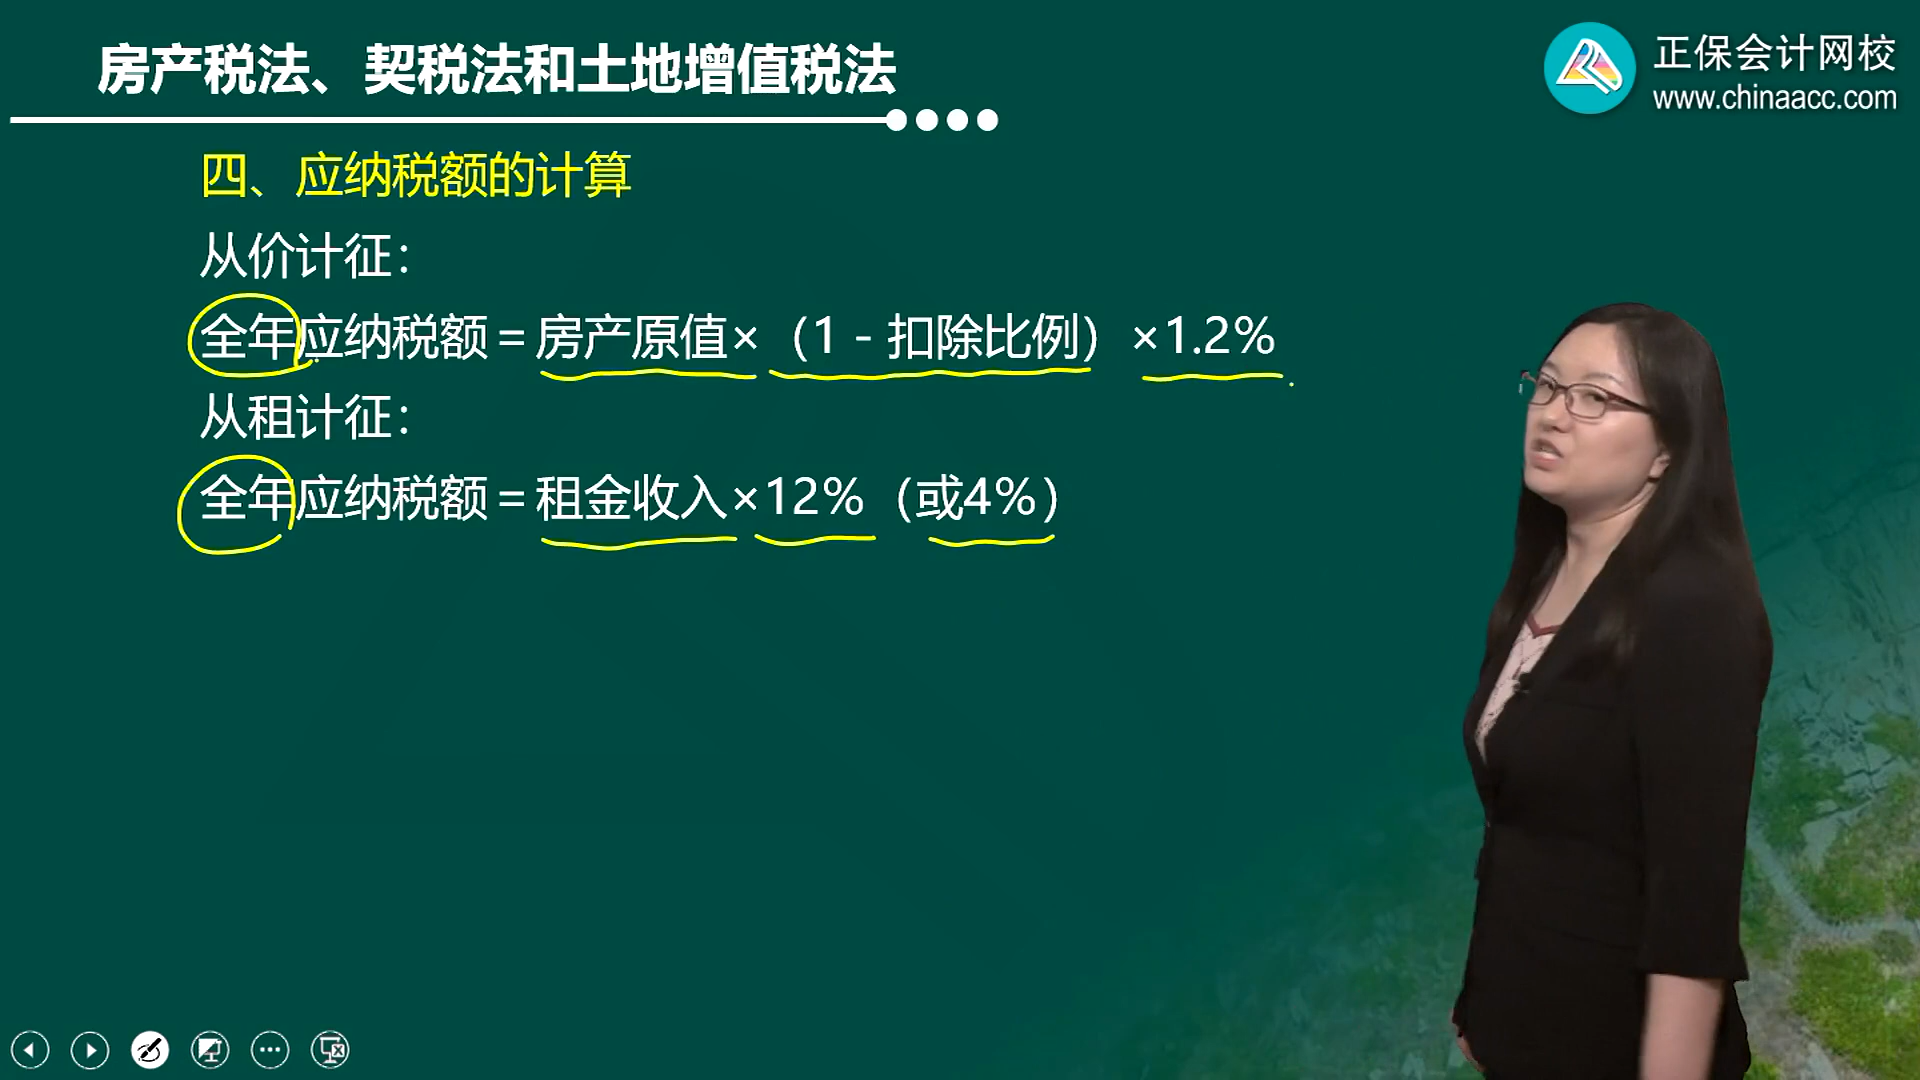 房产税法、契税法和土地增值税法
正保会计网校
www.chinaacc.com
四、应纳税额的计算
从价计征：
全年应纳税额＝房产原值×（1－扣除比例）×1.2%
从租计征：
全年应纳税额＝租金收入×12%（或4%）